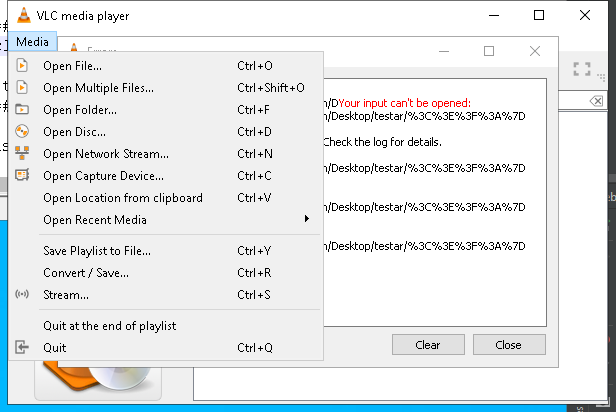 VLC media player
Media
Open File... Ctrl+O
Open Multiple Files... Ctrl+Shift+O
Open Folder... Ctrl+F
Open Disc... Ctrl+D
Open Network Stream... Ctrl+N
Open Capture Device... Ctrl+C
Open Location from clipboard Ctrl+V
Open Recent Media
Save Playlist to File... Ctrl+Y
Convert / Save... Ctrl+R
Stream... Ctrl+S
Quit at the end of playlist
Quit Ctrl+Q
/DYour input can't be opened:
/Desktop/testar/%3C%3E%3F%3A%7D
Check the log for details.
/Desktop/testar/%3C%3E%3F%3A%7D
/Desktop/testar/%3C%3E%3F%3A%7D
/Desktop/testar/%3C%3E%3F%3A%7D
Clear
Close